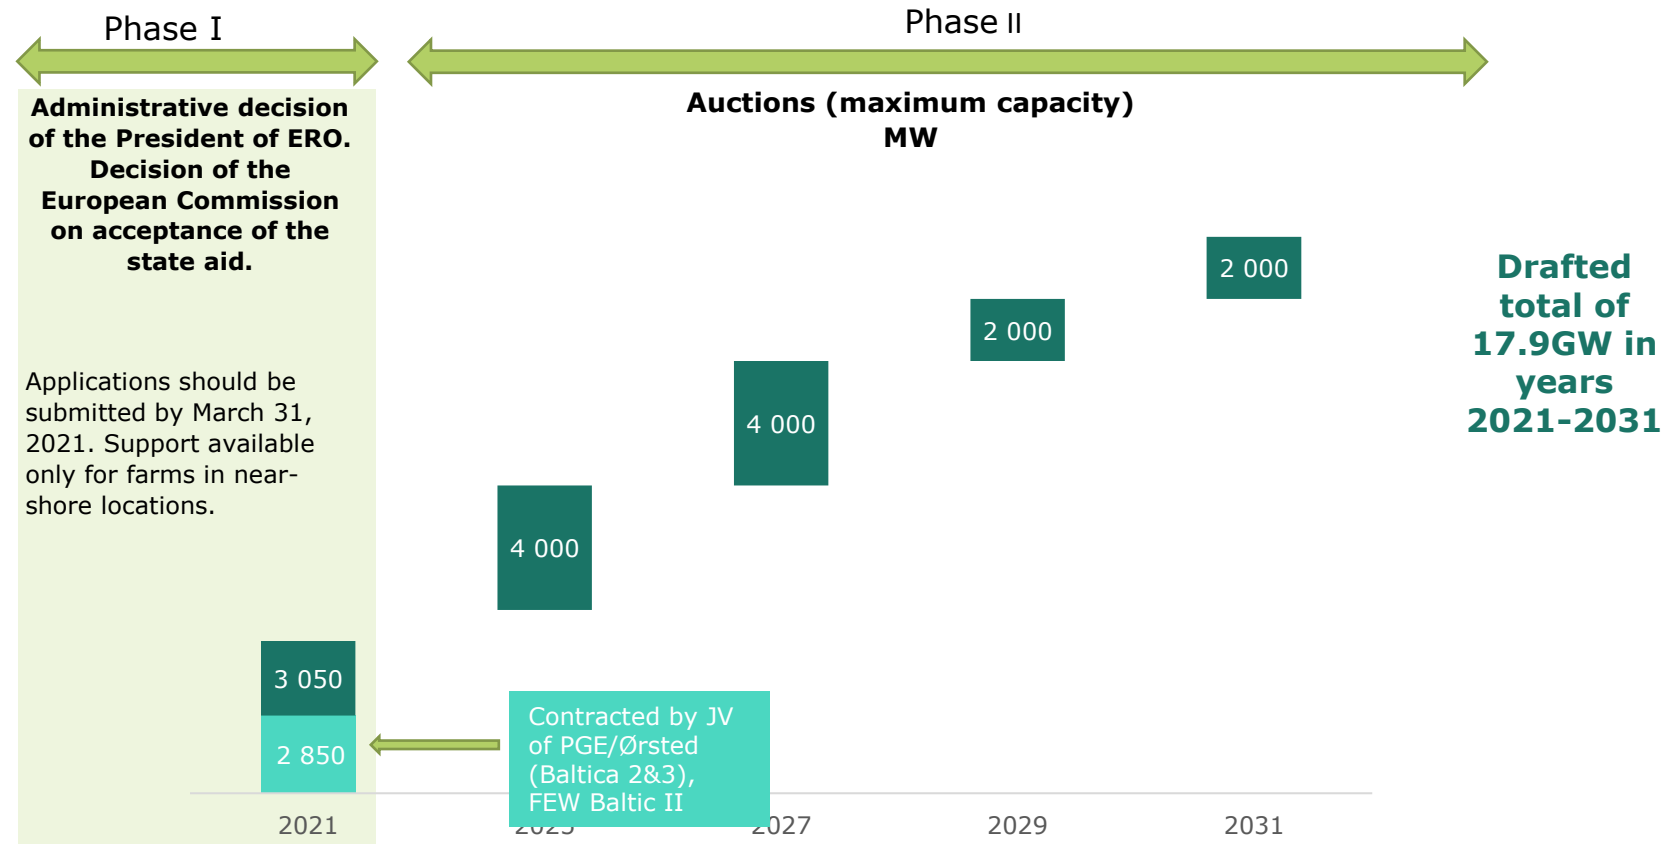 Phase I
Phase II
Administrative decision
of the President of ERO.
Decision of the
European Commission
on acceptance of the
state aid.
Auctions (maximum capacity)
MW
Applications should be
submitted by March 31,
2021. Support available
only for farms in near-
shore locations.
2 000
2 000
4 000
4 000
3 050
2 850
Drafted
total of
17.9GW in
years
2021-2031
Contracted by JV
of PGE/Ørsted
(Baltica 2&3),
FEW Baltic II
2021
2027
2029
2031